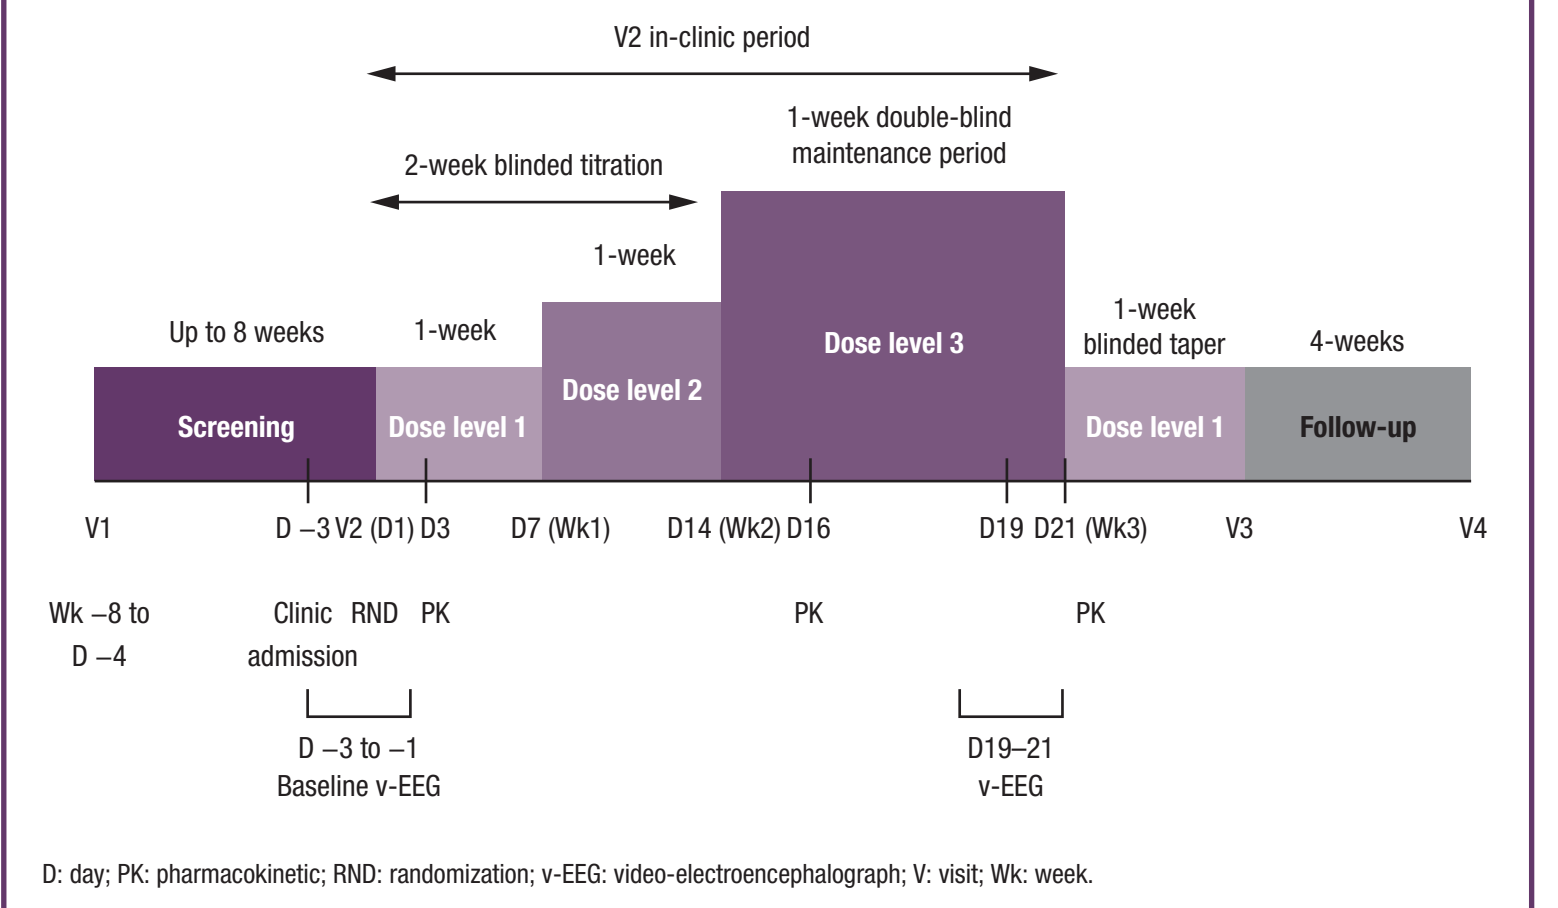 V2 in-clinic period
1-week double-blind
maintenance period
2-week blinded titration
1-week
Up to 8 weeks
1-week
1-week
blinded taper
4-weeks
Screening
Dose level 1
Dose level 2
Dose level 3
Dose level 1
Follow-up
V1
D –3
V2 (D1)
D3
D7 (Wk1)
D14 (Wk2)
D16
D19
D21 (Wk3)
V3
V4
Wk –8 to
D –4
Clinic
admission
RND
PK
PK
PK
D –3 to –1
Baseline v-EEG
D19–21
v-EEG
D: day; PK: pharmacokinetic; RND: randomization; v-EEG: video-electroencephalograph; V: visit; Wk: week.